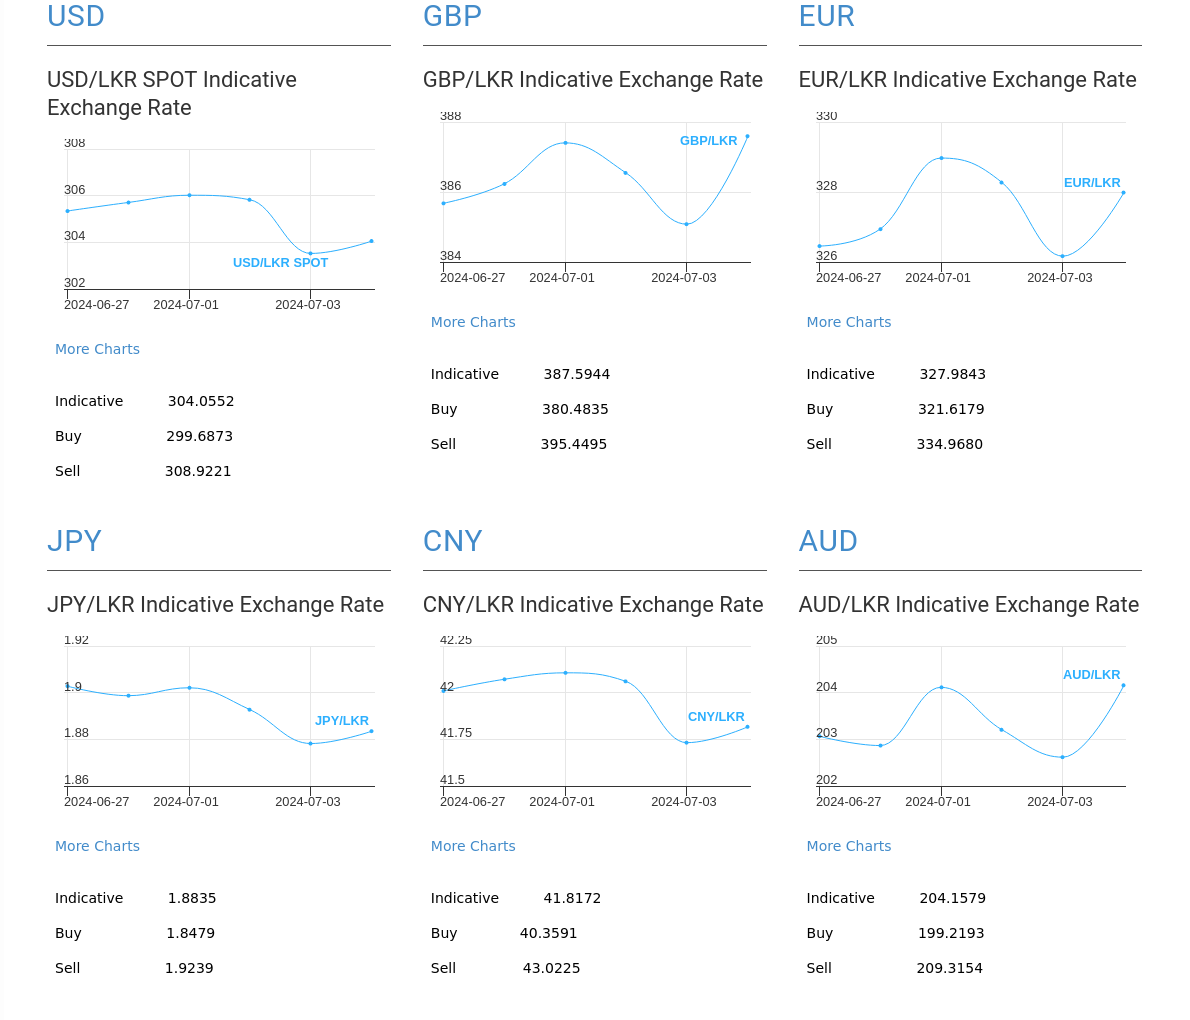 USD
USD/LKR SPOT Indicative
Exchange Rate
308
306
304
302
USD/LKR SPOT
2024-06-27 2024-07-01 2024-07-03
More Charts
Indicative 304.0552
Buy 299.6873
Sell 308.9221
GBP
GBP/LKR Indicative Exchange Rate
388
GBP/LKR
386
384
2024-06-27 2024-07-01 2024-07-03
More Charts
Indicative 387.5944
Buy 380.4835
Sell 395.4495
EUR
EUR/LKR Indicative Exchange Rate
330
EUR/LKR
328
326
2024-06-27 2024-07-01 2024-07-03
More Charts
Indicative 327.9843
Buy 321.6179
Sell 334.9680
JPY
JPY/LKR Indicative Exchange Rate
1.92
1.9
JPY/LKR
1.88
1.86
2024-06-27 2024-07-01 2024-07-03
More Charts
Indicative 1.8835
Buy 1.8479
Sell 1.9239
CNY
CNY/LKR Indicative Exchange Rate
42.25
42
CNY/LKR
41.75
41.5
2024-06-27 2024-07-01 2024-07-03
More Charts
Indicative 41.8172
Buy 40.3591
Sell 43.0225
AUD
AUD/LKR Indicative Exchange Rate
205
AUD/LKR
204
203
202
2024-06-27 2024-07-01 2024-07-03
More Charts
Indicative 204.1579
Buy 199.2193
Sell 209.3154